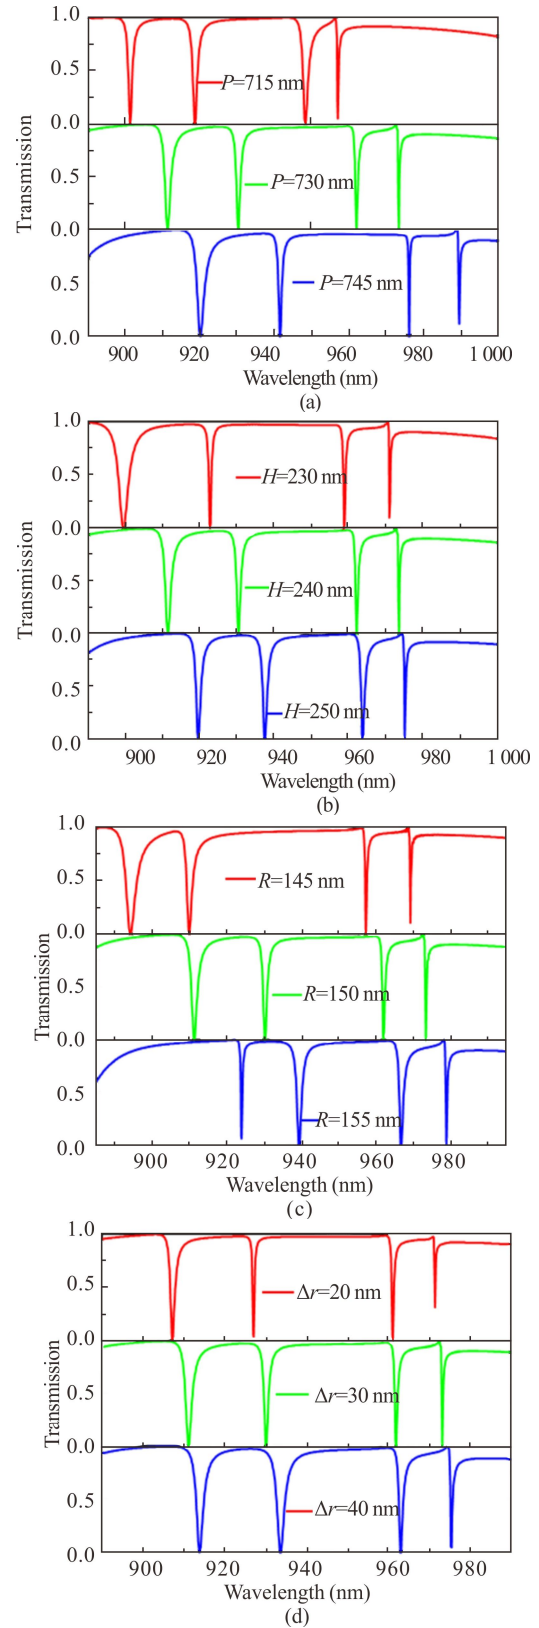 1.0
0.5
P=715 nm
0.0
Transmission
0.5
P=730 nm
0.0
0.5
P=745 nm
0.0
900 920 940 960 980 1 000
Wavelength (nm)
(a)
1.0
0.5
H=230 nm
0.0
Transmission
0.5
H=240 nm
0.0
0.5
H=250 nm
0.0
900 920 940 960 980 1 000
Wavelength (nm)
(b)
1.0
0.5
R=145 nm
0.0
Transmission
0.5
R=150 nm
0.0
0.5
R=155 nm
0.0
900 920 940 960 980
Wavelength (nm)
(c)
1.0
0.5
Δr=20 nm
0.0
Transmission
0.5
Δr=30 nm
0.0
0.5
Δr=40 nm
0.0
900 920 940 960 980
Wavelength (nm)
(d)